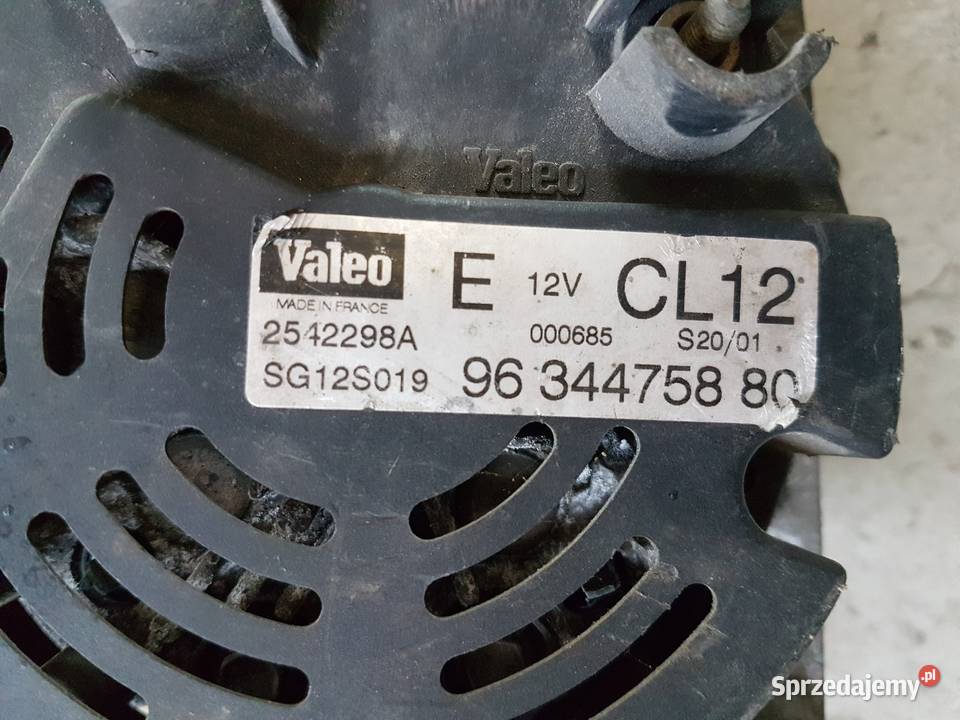 Valeo
Valeo E 12V CL12
MADE IN FRANCE
2542298A 000685 S20/01
SG12S019 96 344758 80
Sprzedajemy.pl